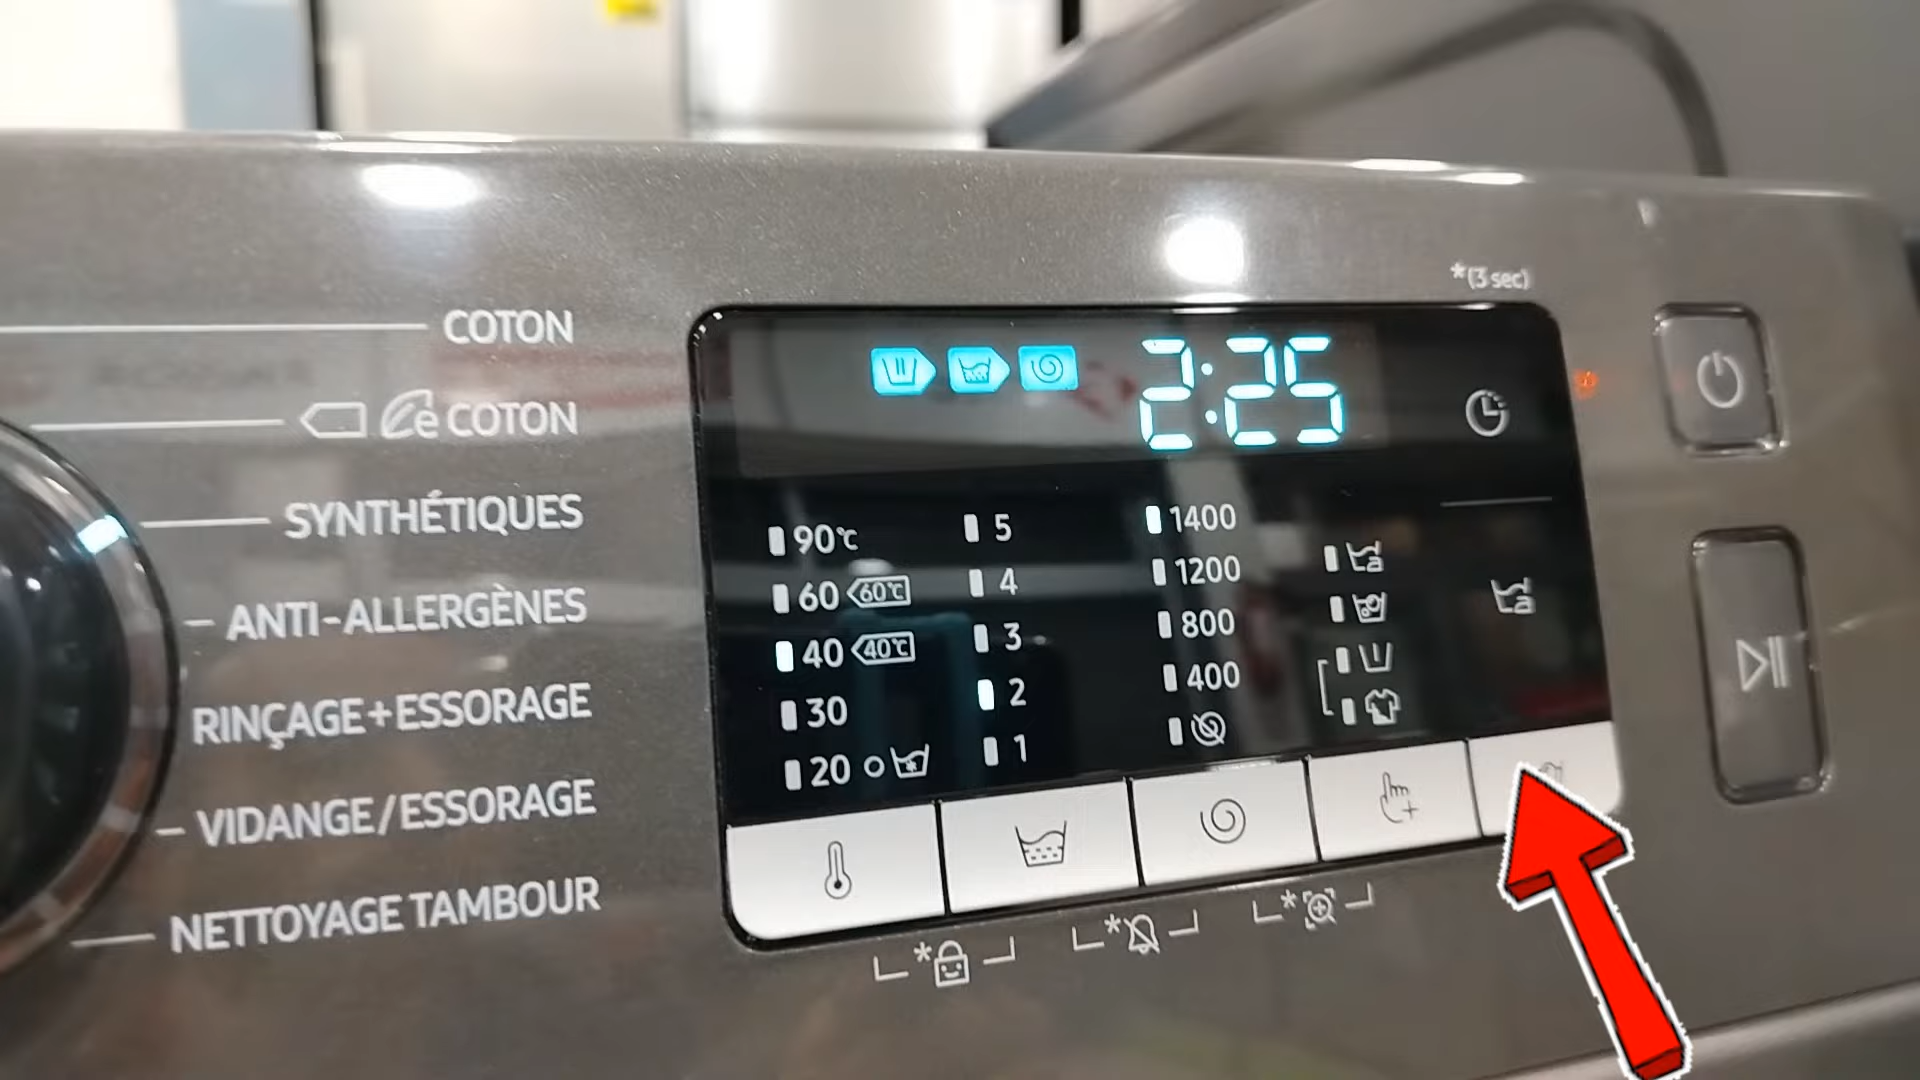 COTON
e COTON
SYNTHÉTIQUES
ANTI-ALLERGÈNES
RINÇAGE+ESSORAGE
VIDANGE/ESSORAGE
NETTOYAGE TAMBOUR
*(3 sec)
2:25
90℃
60 60℃
40 40℃
30
20
5
4
3
2
1
1400
1200
800
400
a
a
*
*
*